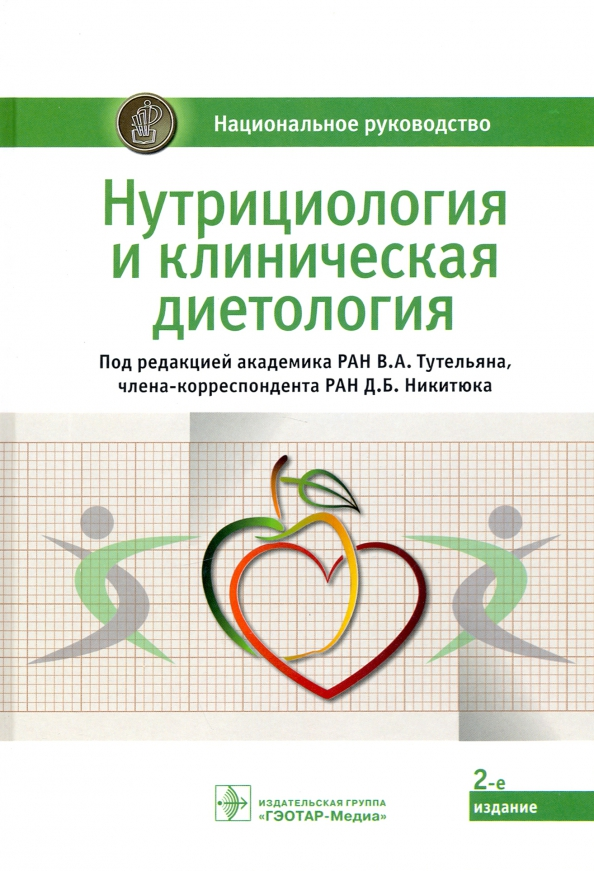 Национальное руководство
Нутрициология
и клиническая
диетология
Под редакцией академика РАН В.А. Тутельяна,
члена-корреспондента РАН Д.Б. Никитюка
2-е
издание
ИЗДАТЕЛЬСКАЯ ГРУППА
«ГЭОТАР-Медиа»